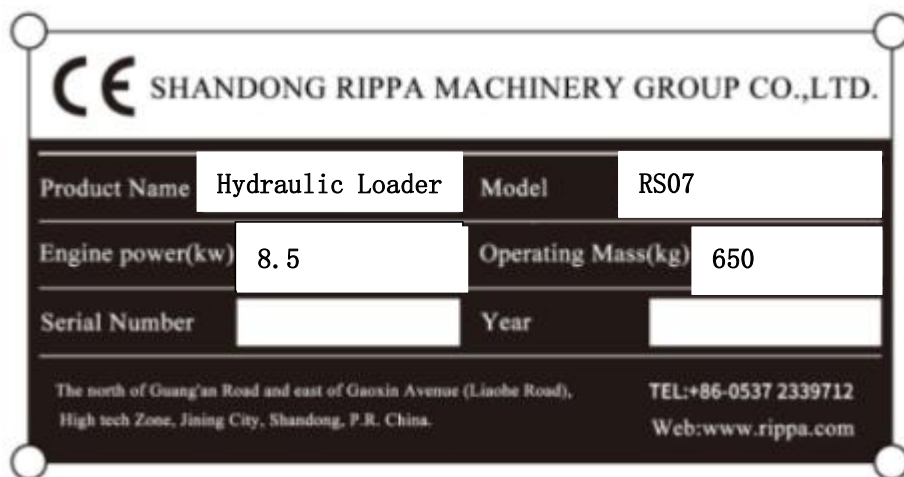 CE SHANDONG RIPPA MACHINERY GROUP CO.,LTD.
Product Name Hydraulic Loader Model RS07
Engine power(kw) 8.5 Operating Mass(kg) 650
Serial Number Year
The north of Guang'an Road and east of Gaoxin Avenue (Liaohe Road), TEL:+86-0537 2339712
High tech Zone, Jining City, Shandong, P.R. China. Web:www.rippa.com